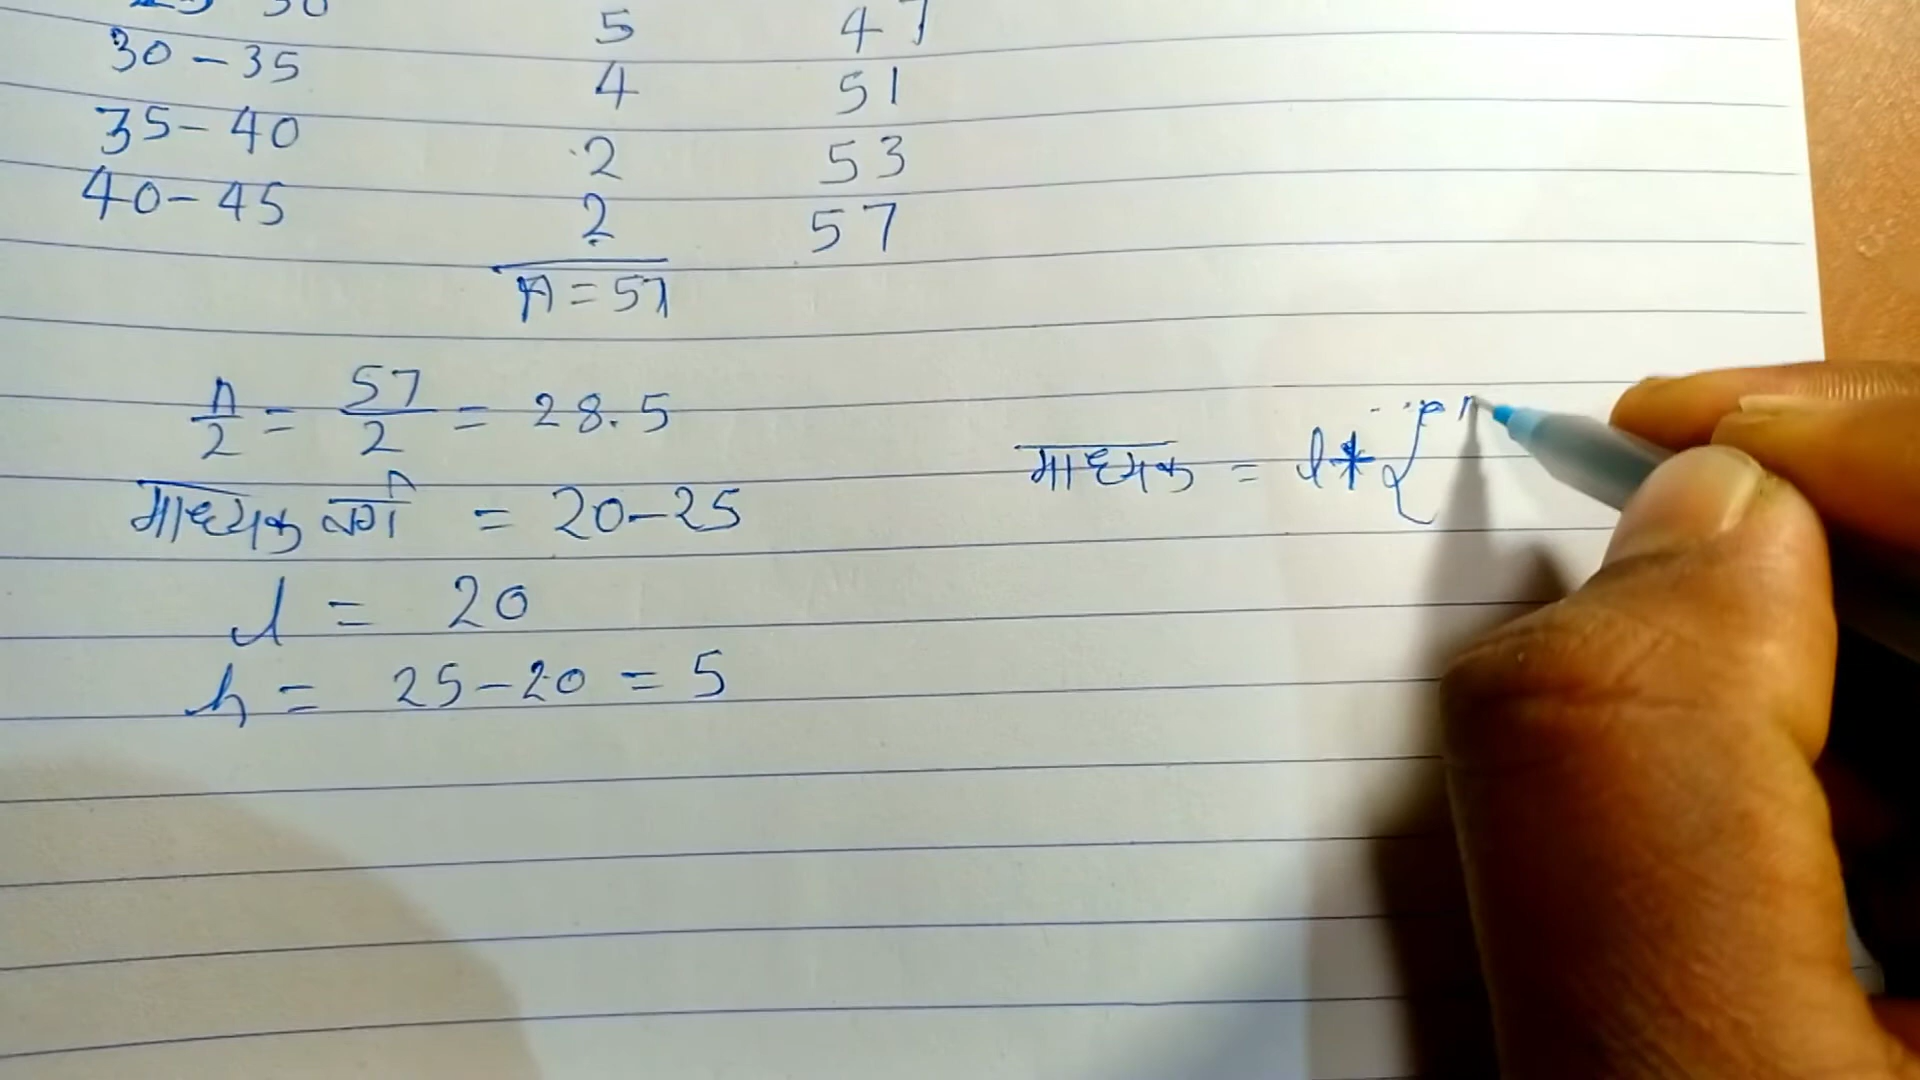 30-35 4 51
35-40 2 53
40-45 2 57
n=57
n/2 = 57/2 = 28.5
माध्यक = l+{
माध्यक वर्ग = 20-25
l = 20
h = 25-20 = 5